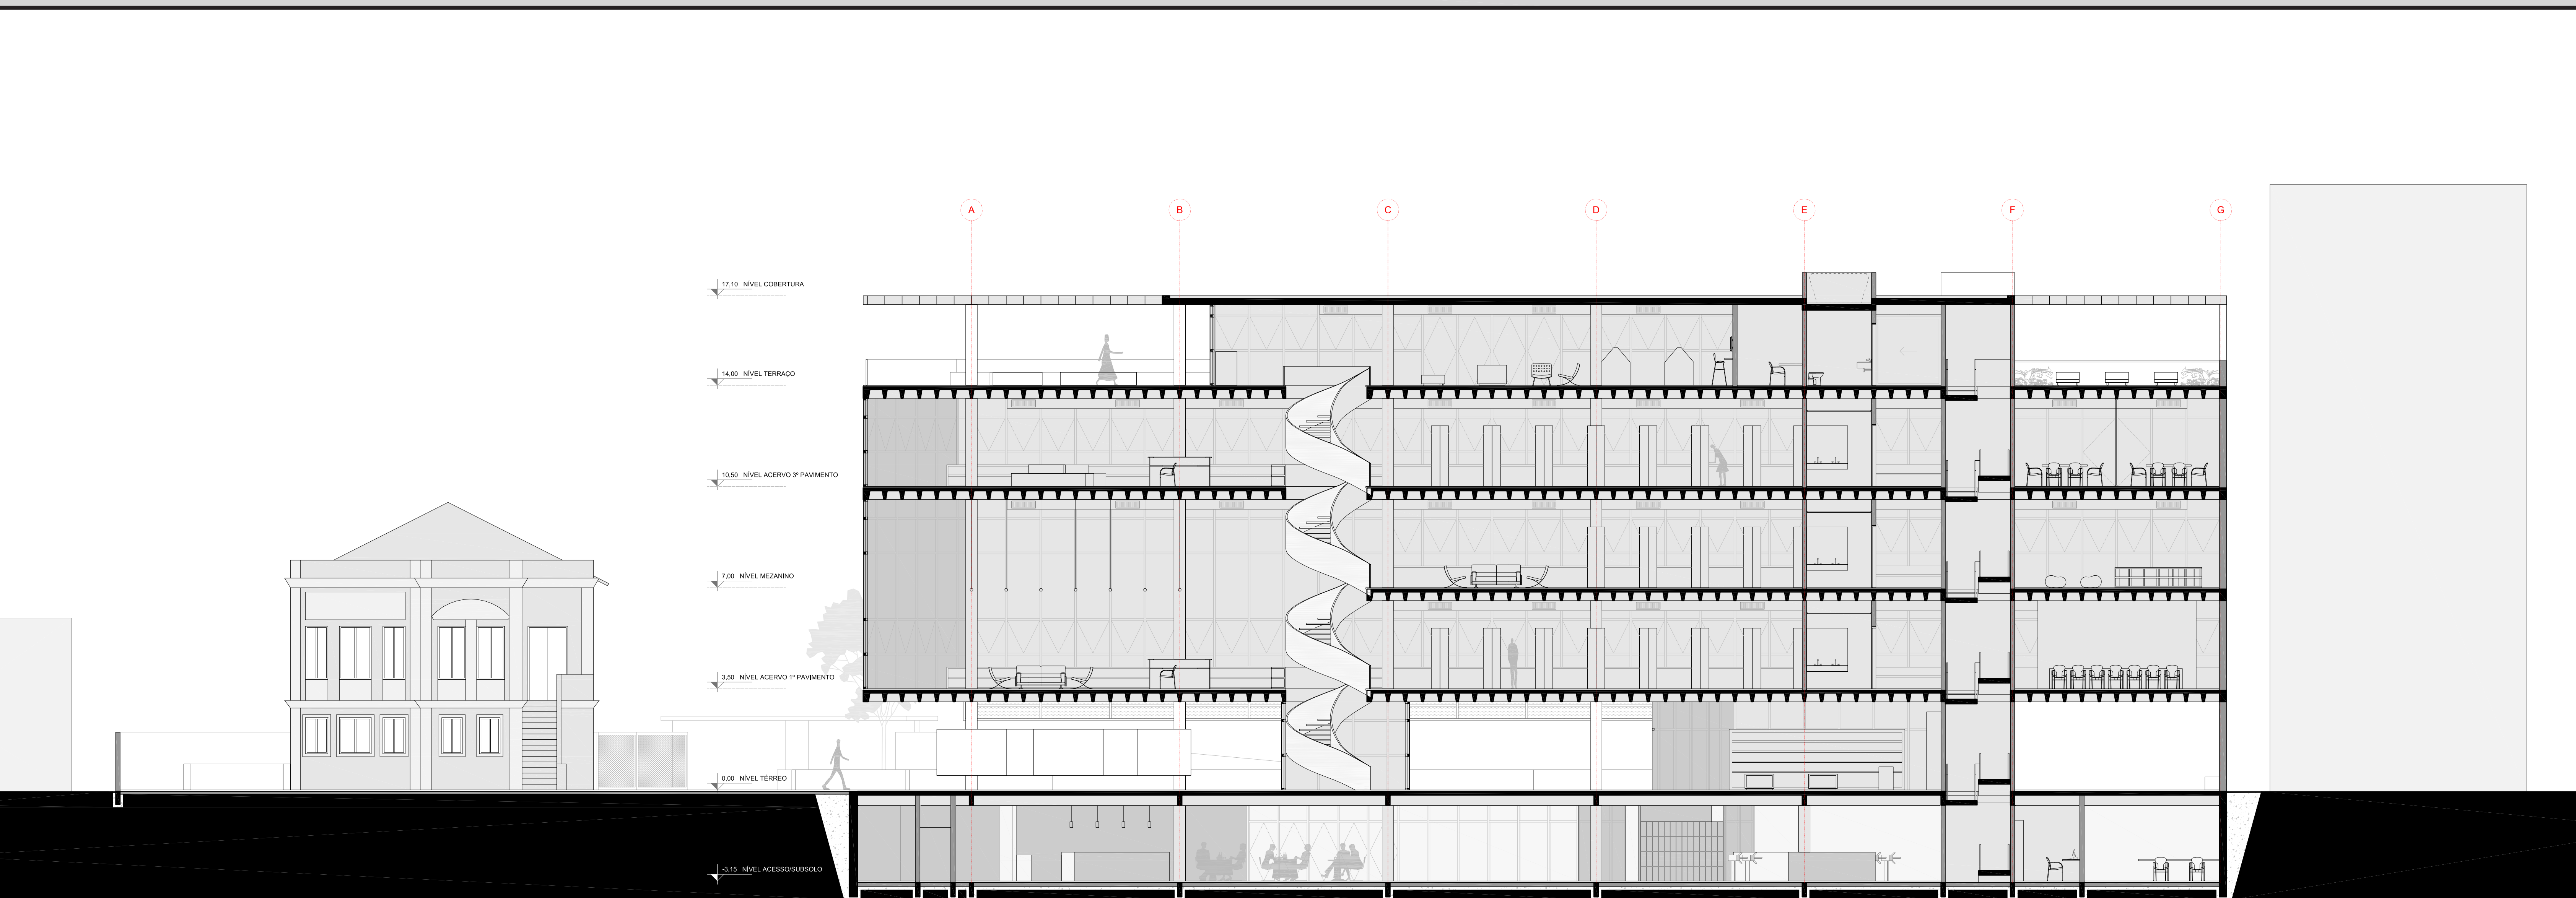 A B C D E F G
17,10 NÍVEL COBERTURA
14,00 NÍVEL TERRAÇO
10,50 NÍVEL ACERVO 3º PAVIMENTO
7,00 NÍVEL MEZANINO
3,50 NÍVEL ACERVO 1º PAVIMENTO
0,00 NÍVEL TÉRREO
-3,15 NÍVEL ACESSO/SUBSOLO